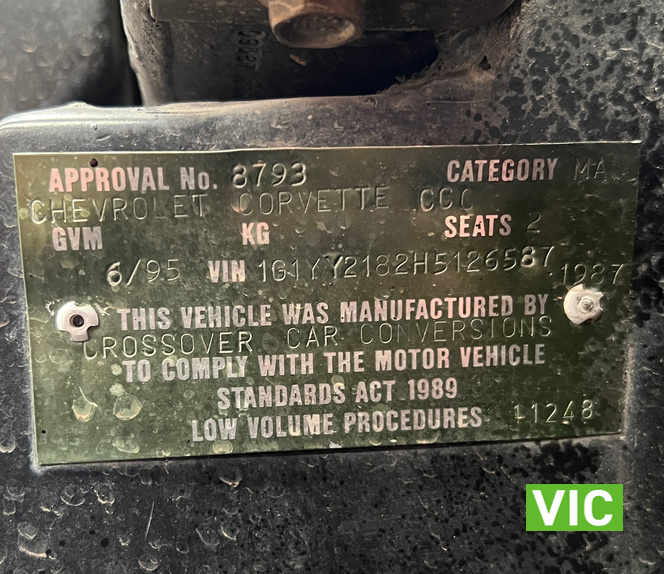 APPROVAL No. 8793 CATEGORY MA
CHEVROLET CORVETTE CCC
GVM KG SEATS 2
6/95 VIN 1G1YY2182H5126587 1987
THIS VEHICLE WAS MANUFACTURED BY
CROSSOVER CAR CONVERSIONS
TO COMPLY WITH THE MOTOR VEHICLE
STANDARDS ACT 1989
LOW VOLUME PROCEDURES 11248
VIC